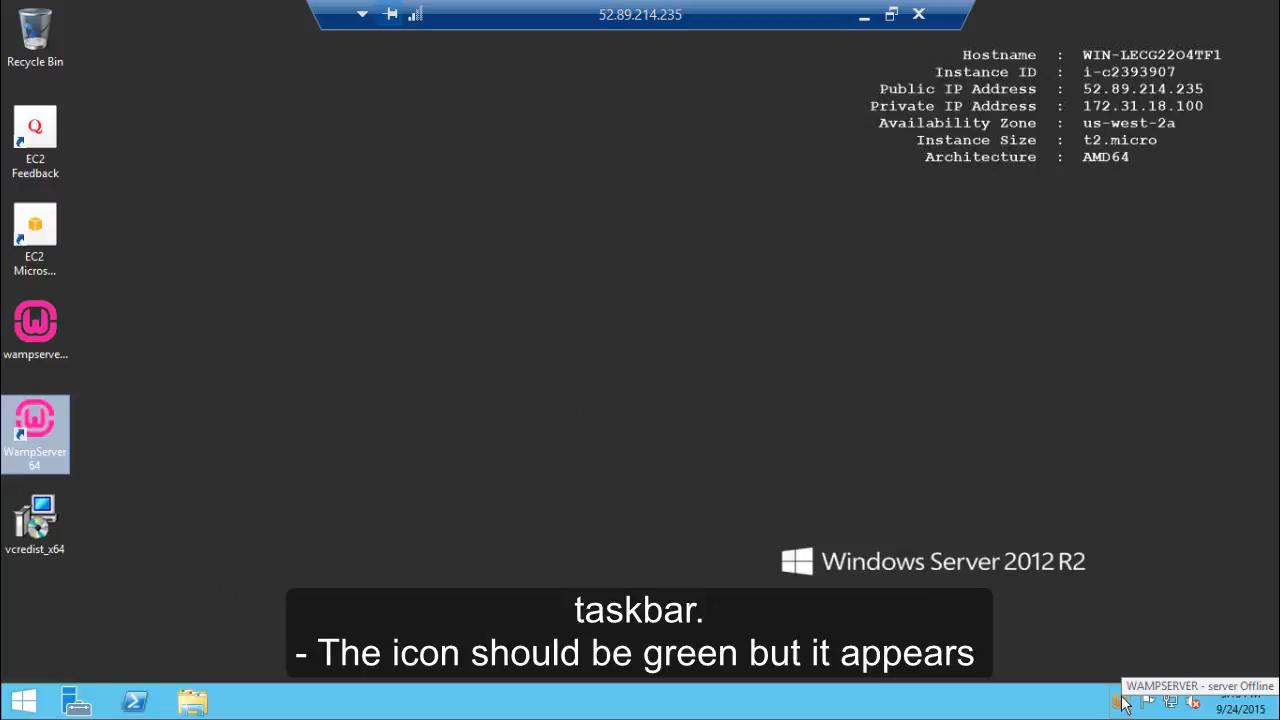 52.89.214.235
Hostname : WIN-LECG22O4TF1
Instance ID : i-c2393907
Public IP Address : 52.89.214.235
Private IP Address : 172.31.18.100
Availability Zone : us-west-2a
Instance Size : t2.micro
Architecture : AMD64
Recycle Bin
Q
EC2
Feedback
EC2
Micros...
wampserve...
WampServer
64
vcredist_x64
Windows Server 2012 R2
taskbar.
- The icon should be green but it appears
WAMPSERVER - server Offline
9/24/2015